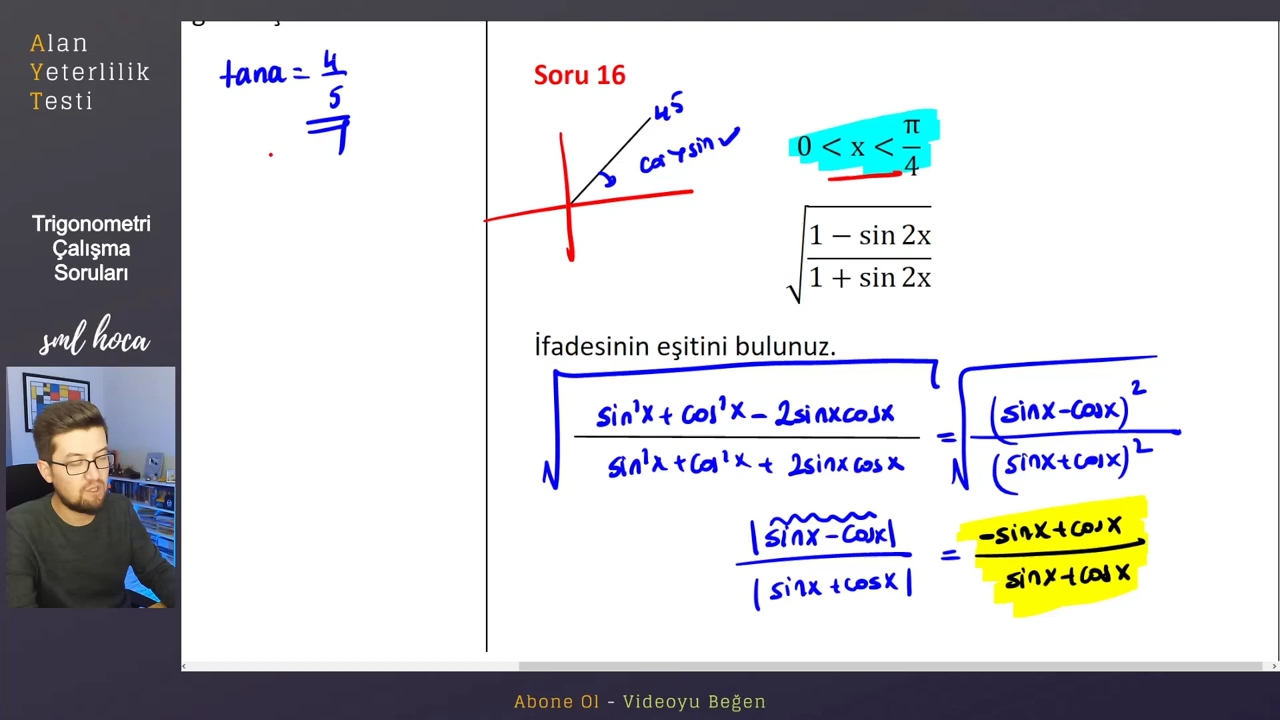 Alan
Yeterlilik
Testi
Trigonometri
Çalışma
Soruları
sml hoca
tana = 4/5
Soru 16
45
cos > sin ✓
0 < x < π/4
√((1 − sin 2x)/(1 + sin 2x))
İfadesinin eşitini bulunuz.
√((sin²x + cos²x − 2sinxcosx)/(sin²x + cos²x + 2sinxcosx)) = √((sinx − cosx)²/(sinx + cosx)²)
|sinx − cosx|/|sinx + cosx| = (−sinx + cosx)/(sinx + cosx)
Abone Ol - Videoyu Beğen